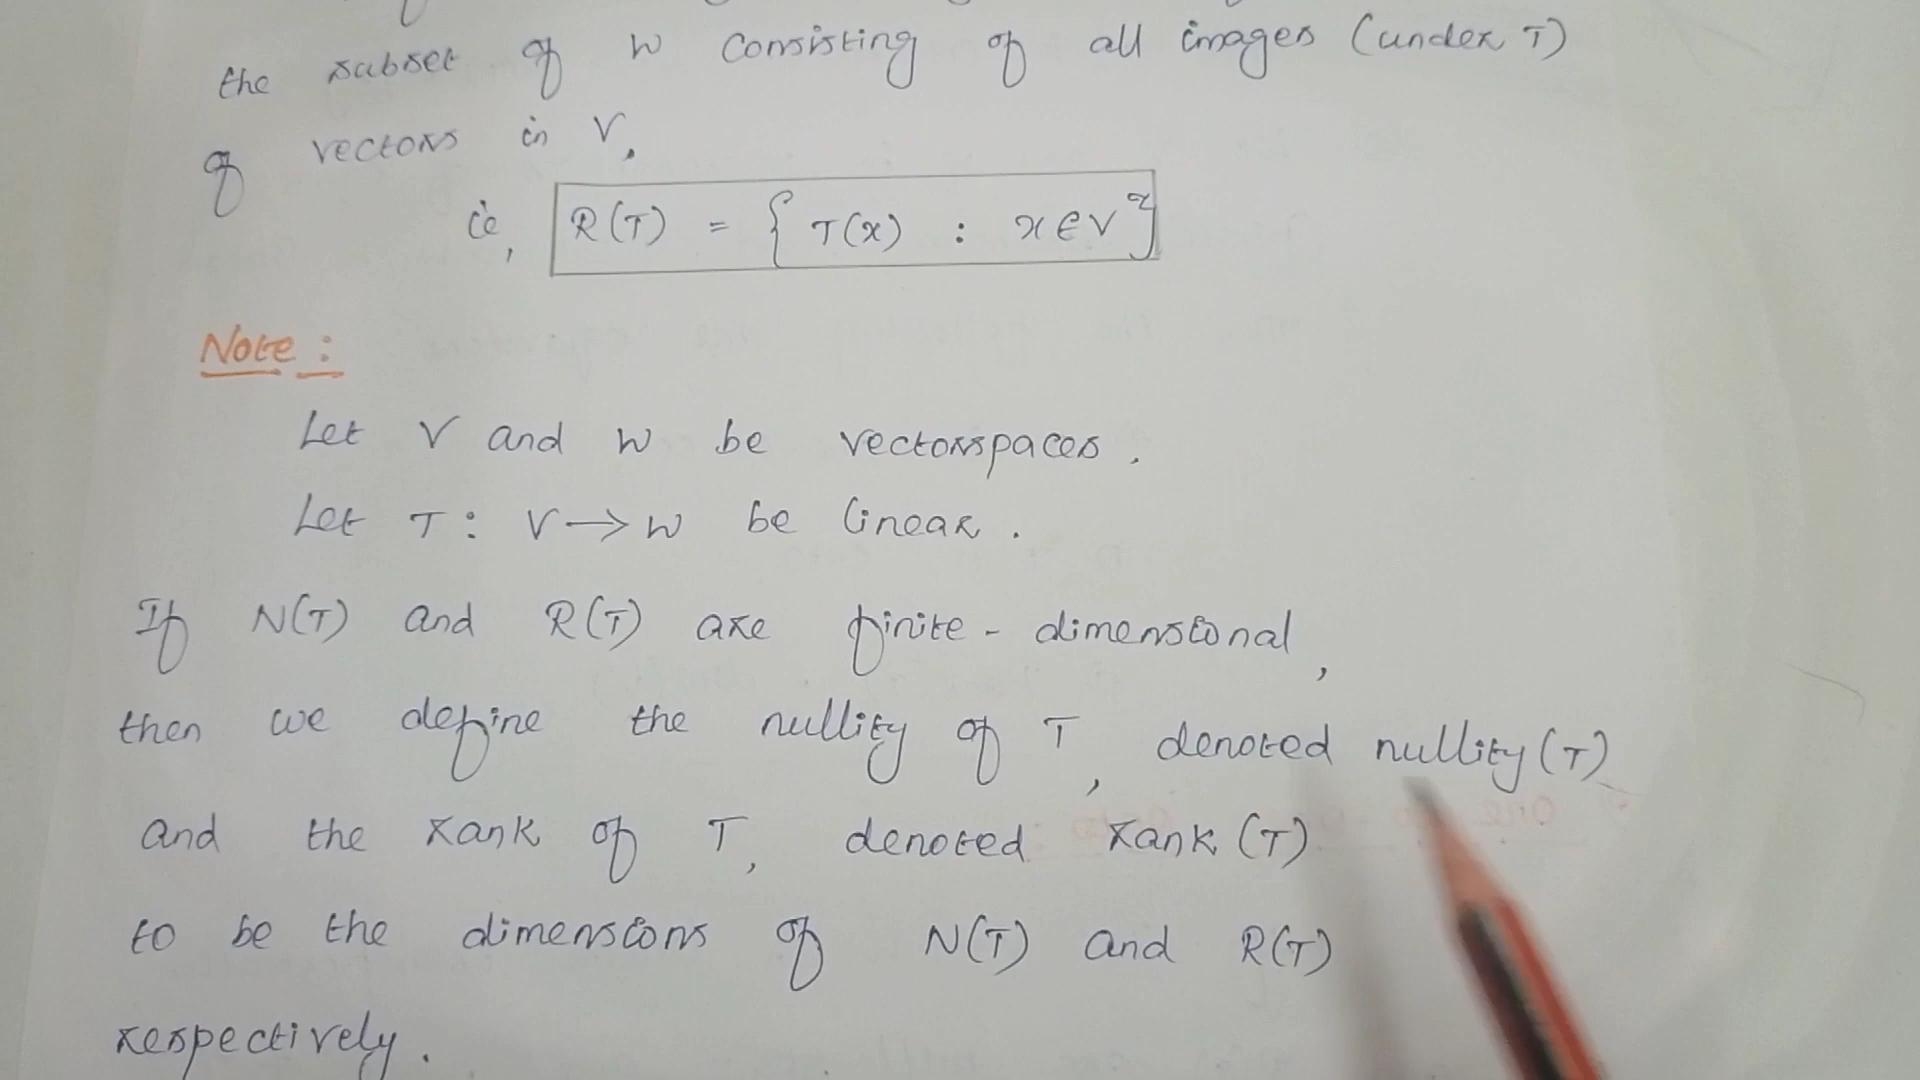 the subset of W consisting of all images (under T)
of vectors in V,
ie, R(T) = { T(x) : x ∈ V }
Note :
Let V and W be vectorspaces.
Let T : V → W be linear.
If N(T) and R(T) are finite-dimensional,
then we define the nullity of T, denoted nullity(T)
and the rank of T, denoted rank (T)
to be the dimensions of N(T) and R(T)
respectively.